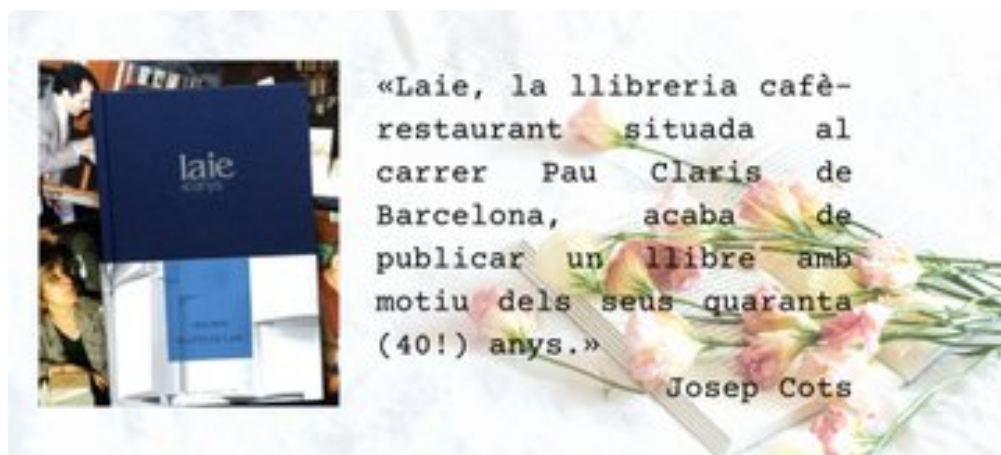 laie
«Laie, la llibreria cafè-
restaurant situada al
carrer Pau Claris de
Barcelona, acaba de
publicar un llibre amb
motiu dels seus quaranta
(40!) anys.»
Josep Cots